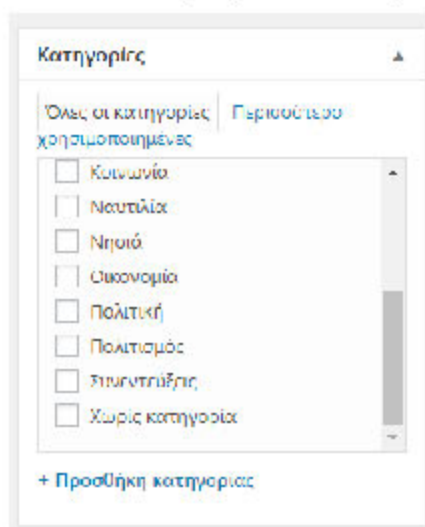 Κατηγορίες
Όλες οι κατηγορίες Περισσότερο
χρησιμοποιημένες
Κοινωνία
Ναυτιλία
Νησιά
Οικονομία
Πολιτική
Πολιτισμός
Συνεντεύξεις
Χωρίς κατηγορία
+ Προσθήκη κατηγορίας